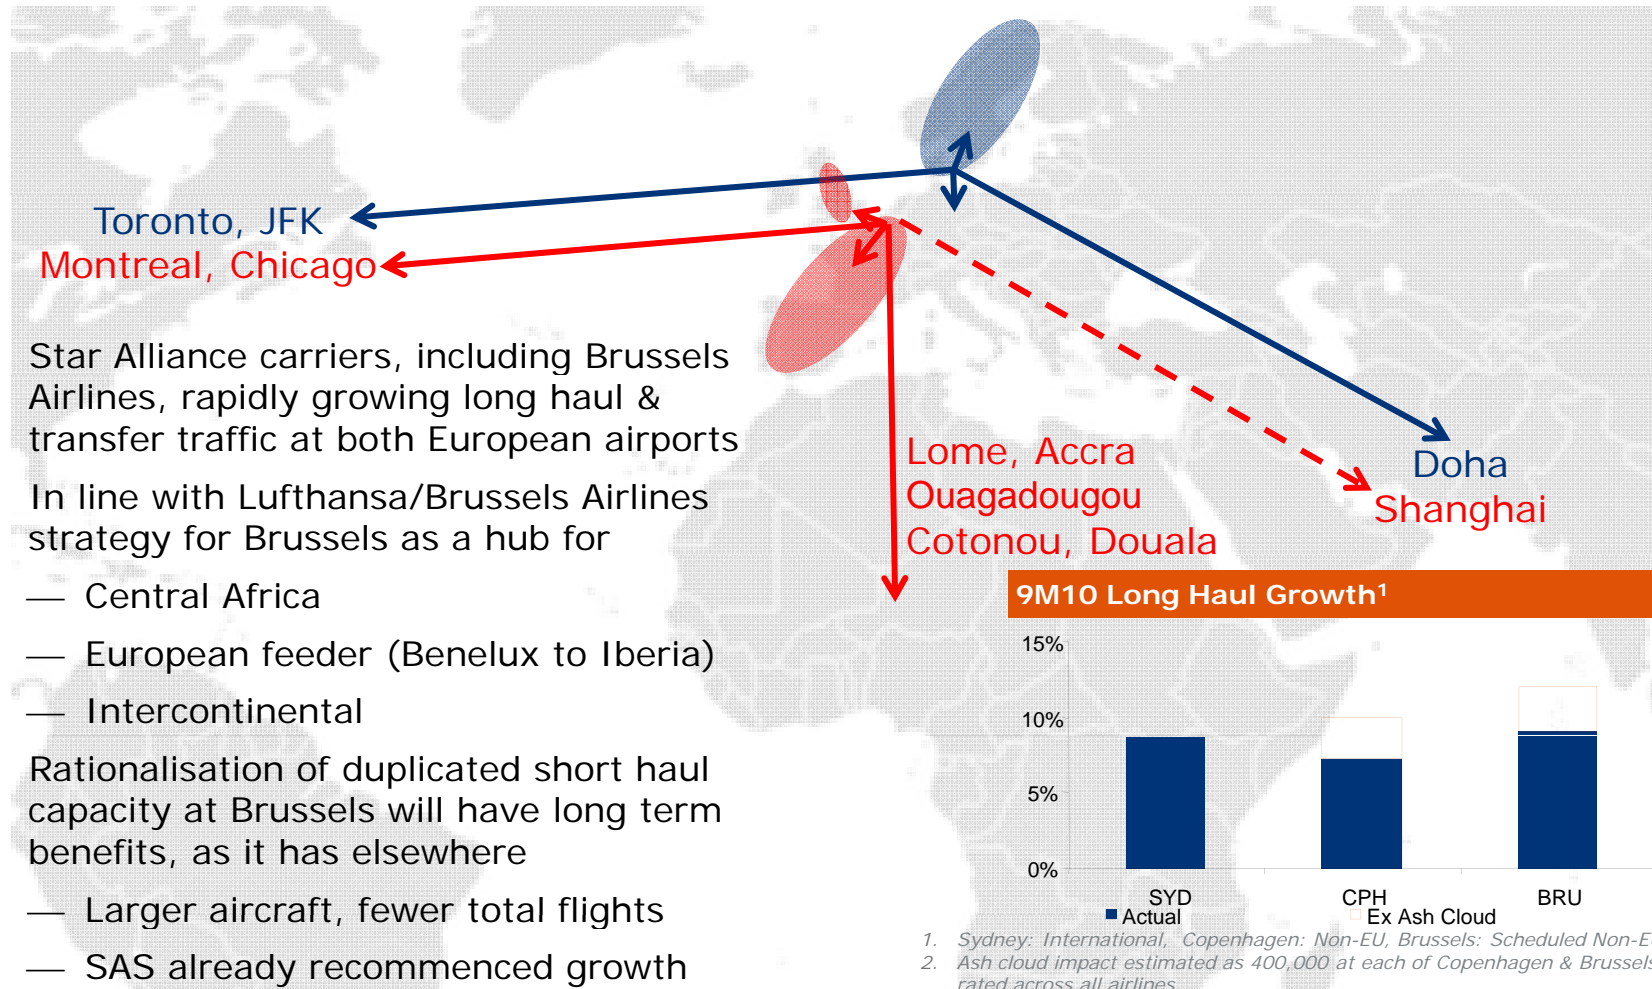 Toronto, JFK
Montreal, Chicago
Star Alliance carriers, including Brussels
Airlines, rapidly growing long haul &
transfer traffic at both European airports
In line with Lufthansa/Brussels Airlines
strategy for Brussels as a hub for
— Central Africa
— European feeder (Benelux to Iberia)
— Intercontinental
Rationalisation of duplicated short haul
capacity at Brussels will have long term
benefits, as it has elsewhere
— Larger aircraft, fewer total flights
— SAS already recommenced growth
Lome, Accra
Ouagadougou
Cotonou, Douala
Doha
Shanghai
9M10 Long Haul Growth¹
15%
10%
5%
0%
SYD CPH BRU
Actual Ex Ash Cloud
1. Sydney: International, Copenhagen: Non-EU, Brussels: Scheduled Non-E
2. Ash cloud impact estimated as 400,000 at each of Copenhagen & Brussels
rated across all airlines